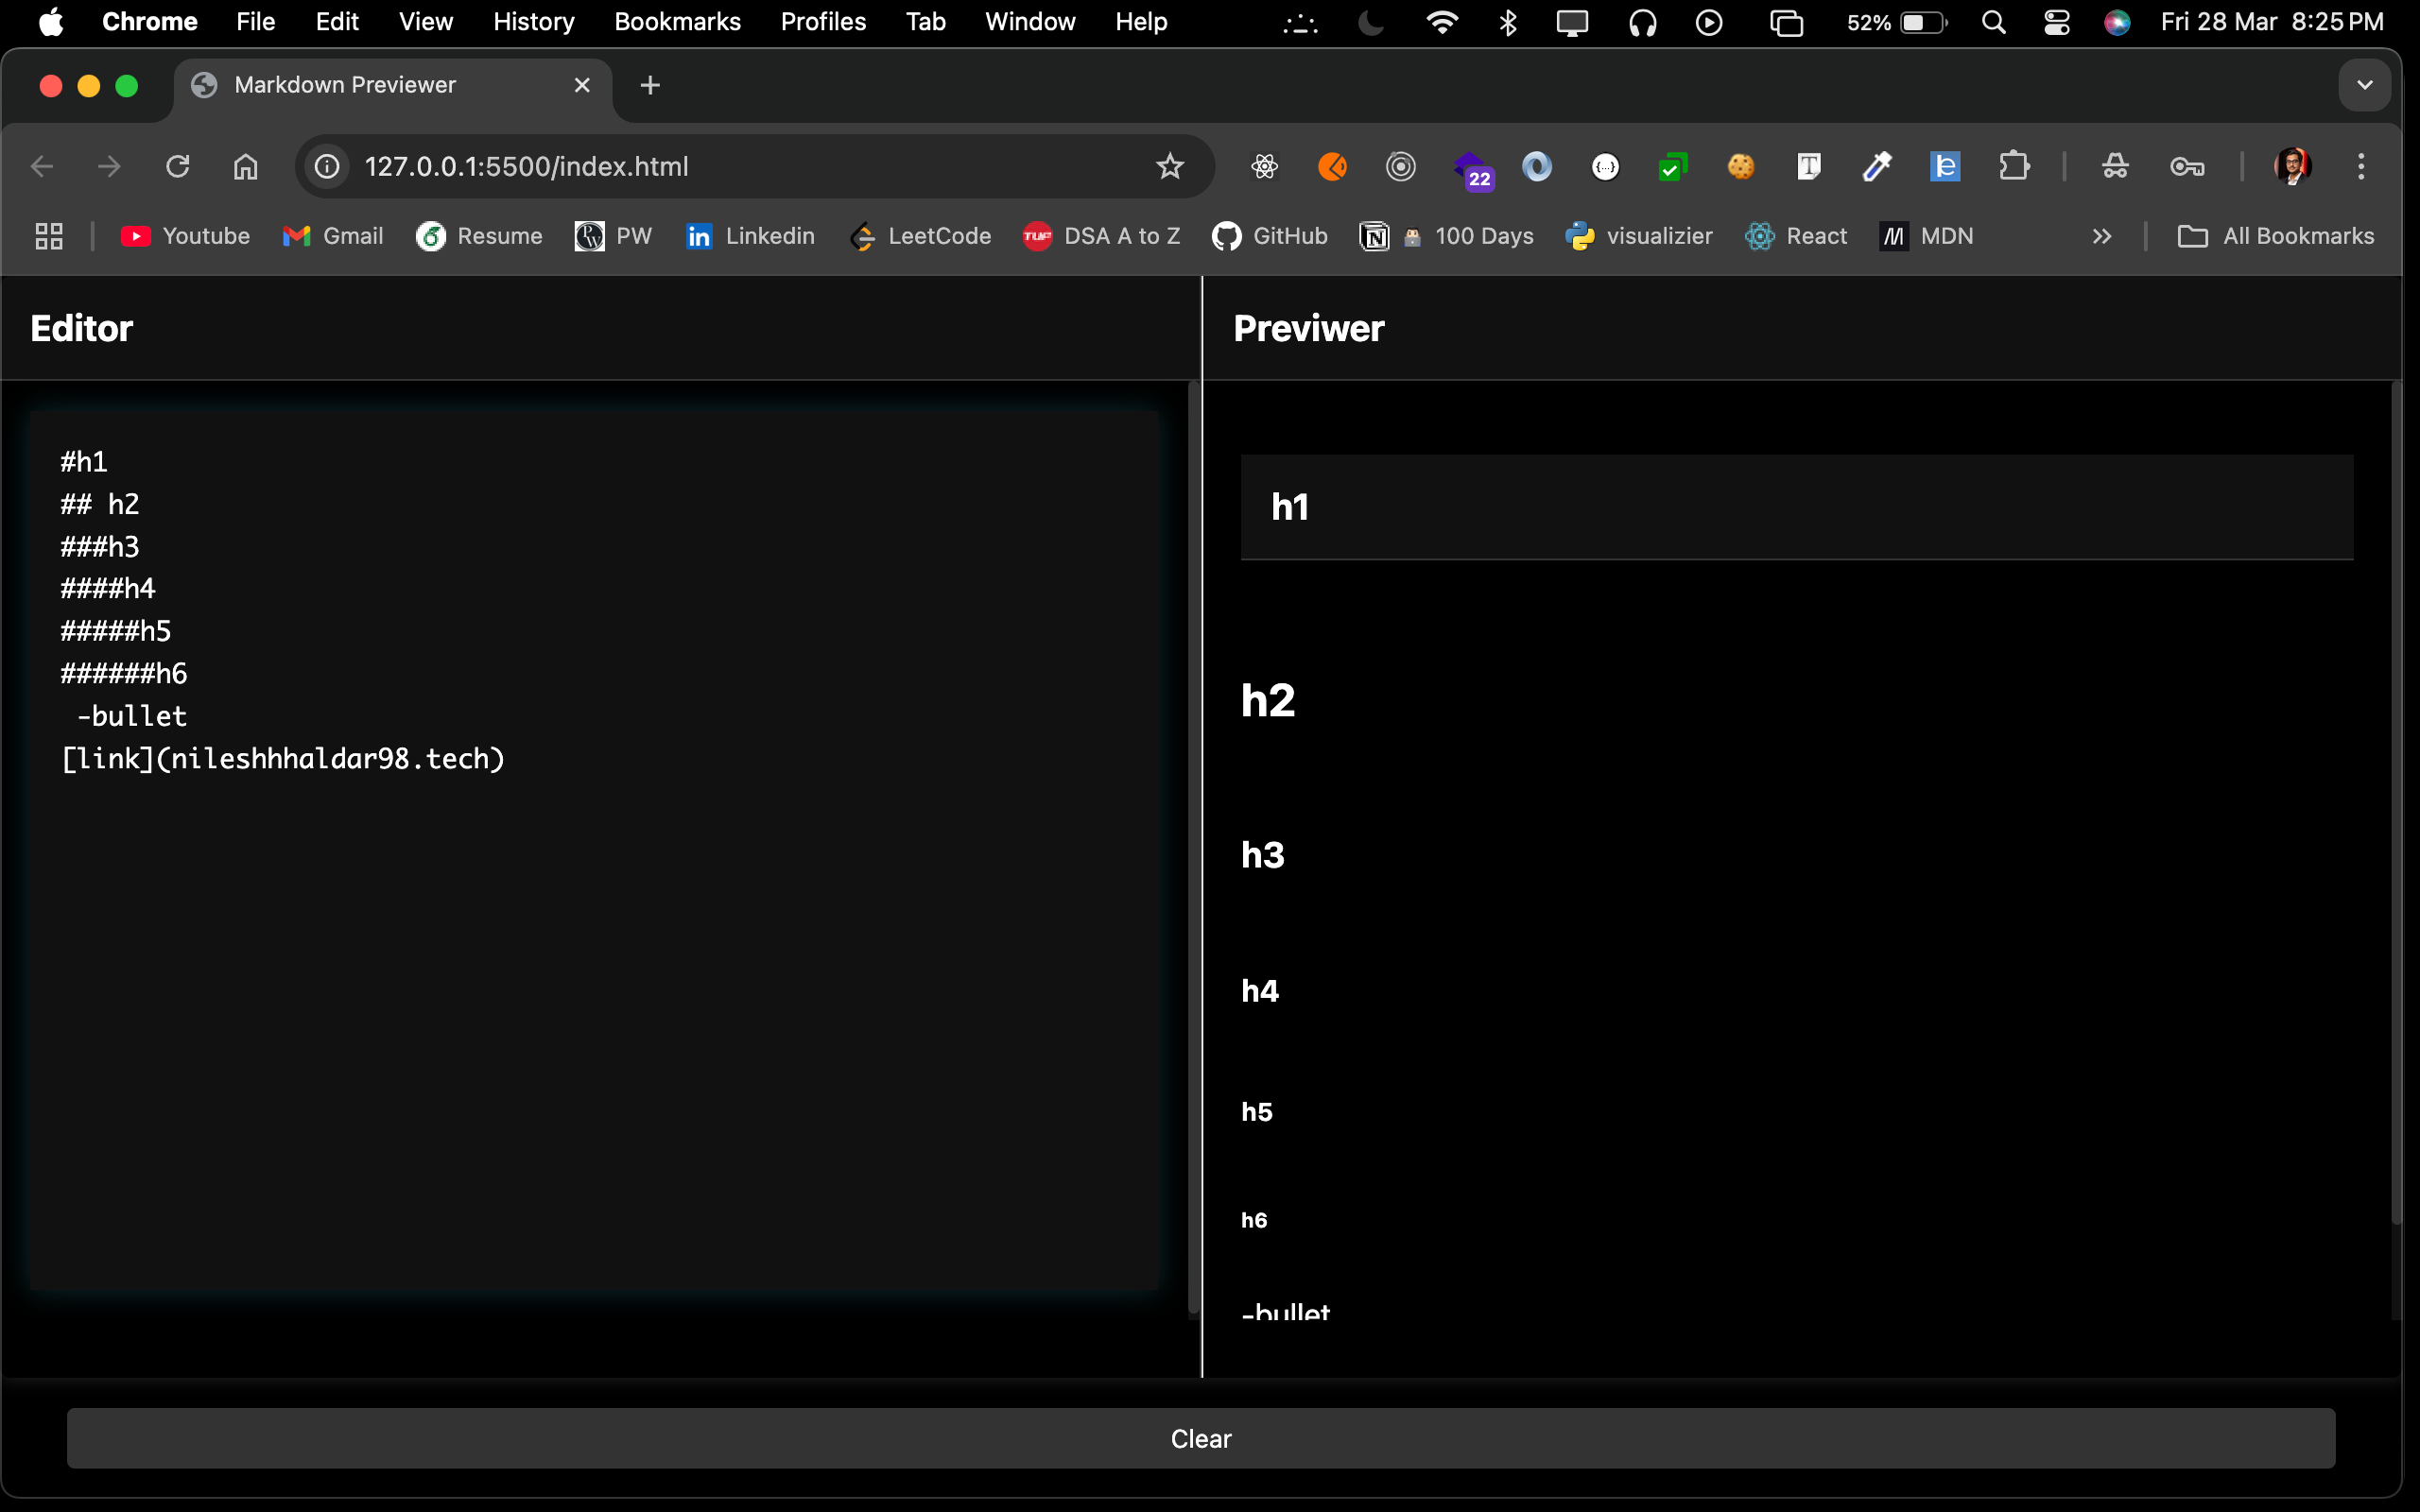 Chrome File Edit View History Bookmarks Profiles Tab Window Help 52% Fri 28 Mar 8:25 PM
Markdown Previewer
127.0.0.1:5500/index.html 22
Youtube Gmail Resume PW Linkedin LeetCode DSA A to Z GitHub 100 Days visualizier React MDN All Bookmarks
Editor
#h1
## h2
###h3
####h4
#####h5
######h6
-bullet
[link](nileshhhaldar98.tech)
Previwer
h1
h2
h3
h4
h5
h6
-bullet
Clear